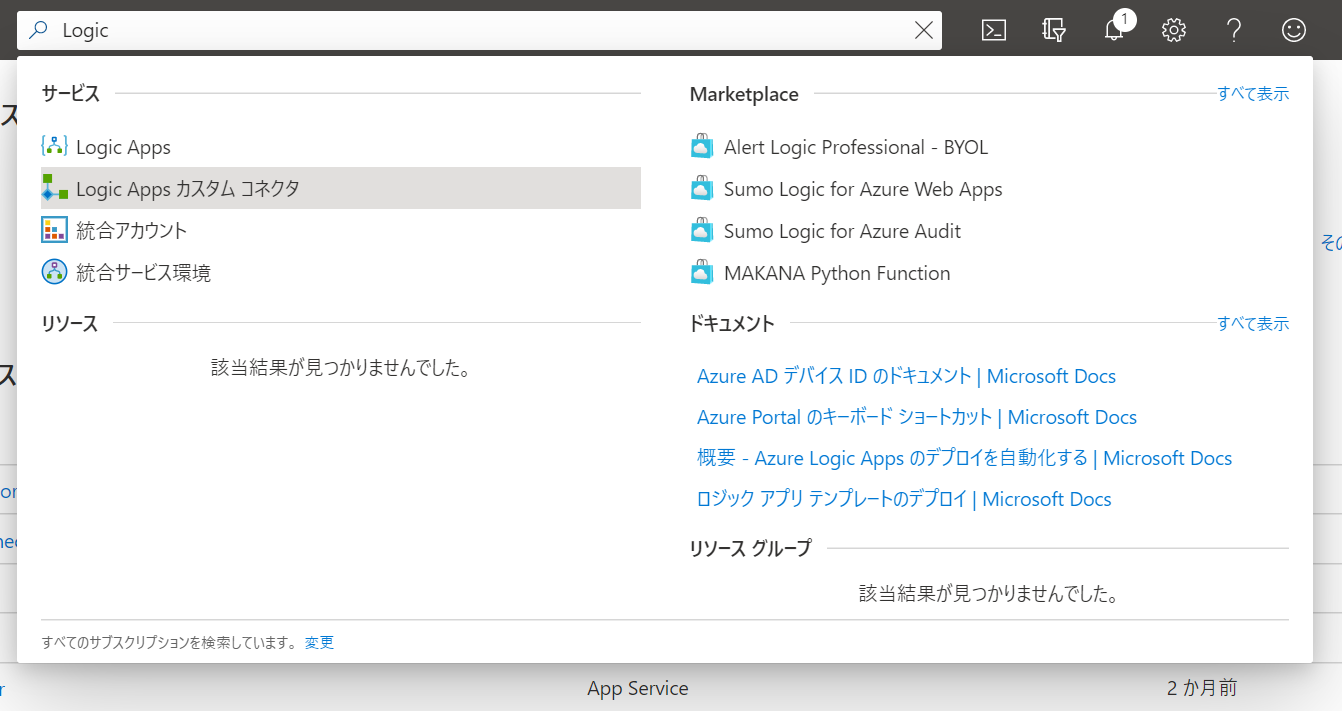 Logic
1
サービス
Logic Apps
Logic Apps カスタム コネクタ
統合アカウント
統合サービス環境
リソース
該当結果が見つかりませんでした。
Marketplace
すべて表示
Alert Logic Professional - BYOL
Sumo Logic for Azure Web Apps
Sumo Logic for Azure Audit
MAKANA Python Function
ドキュメント
すべて表示
Azure AD デバイス ID のドキュメント | Microsoft Docs
Azure Portal のキーボード ショートカット | Microsoft Docs
概要 - Azure Logic Apps のデプロイを自動化する | Microsoft Docs
ロジック アプリ テンプレートのデプロイ | Microsoft Docs
リソース グループ
該当結果が見つかりませんでした。
すべてのサブスクリプションを検索しています。 変更
App Service
2 か月前